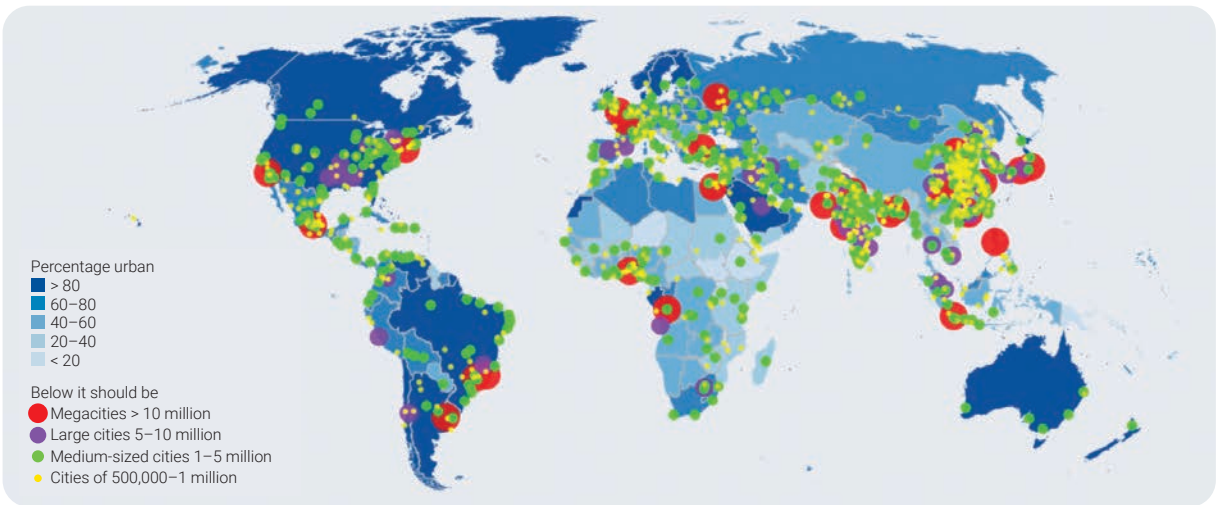 Percentage urban
> 80
60–80
40–60
20–40
< 20
Below it should be
Megacities > 10 million
Large cities 5–10 million
Medium-sized cities 1–5 million
Cities of 500,000–1 million